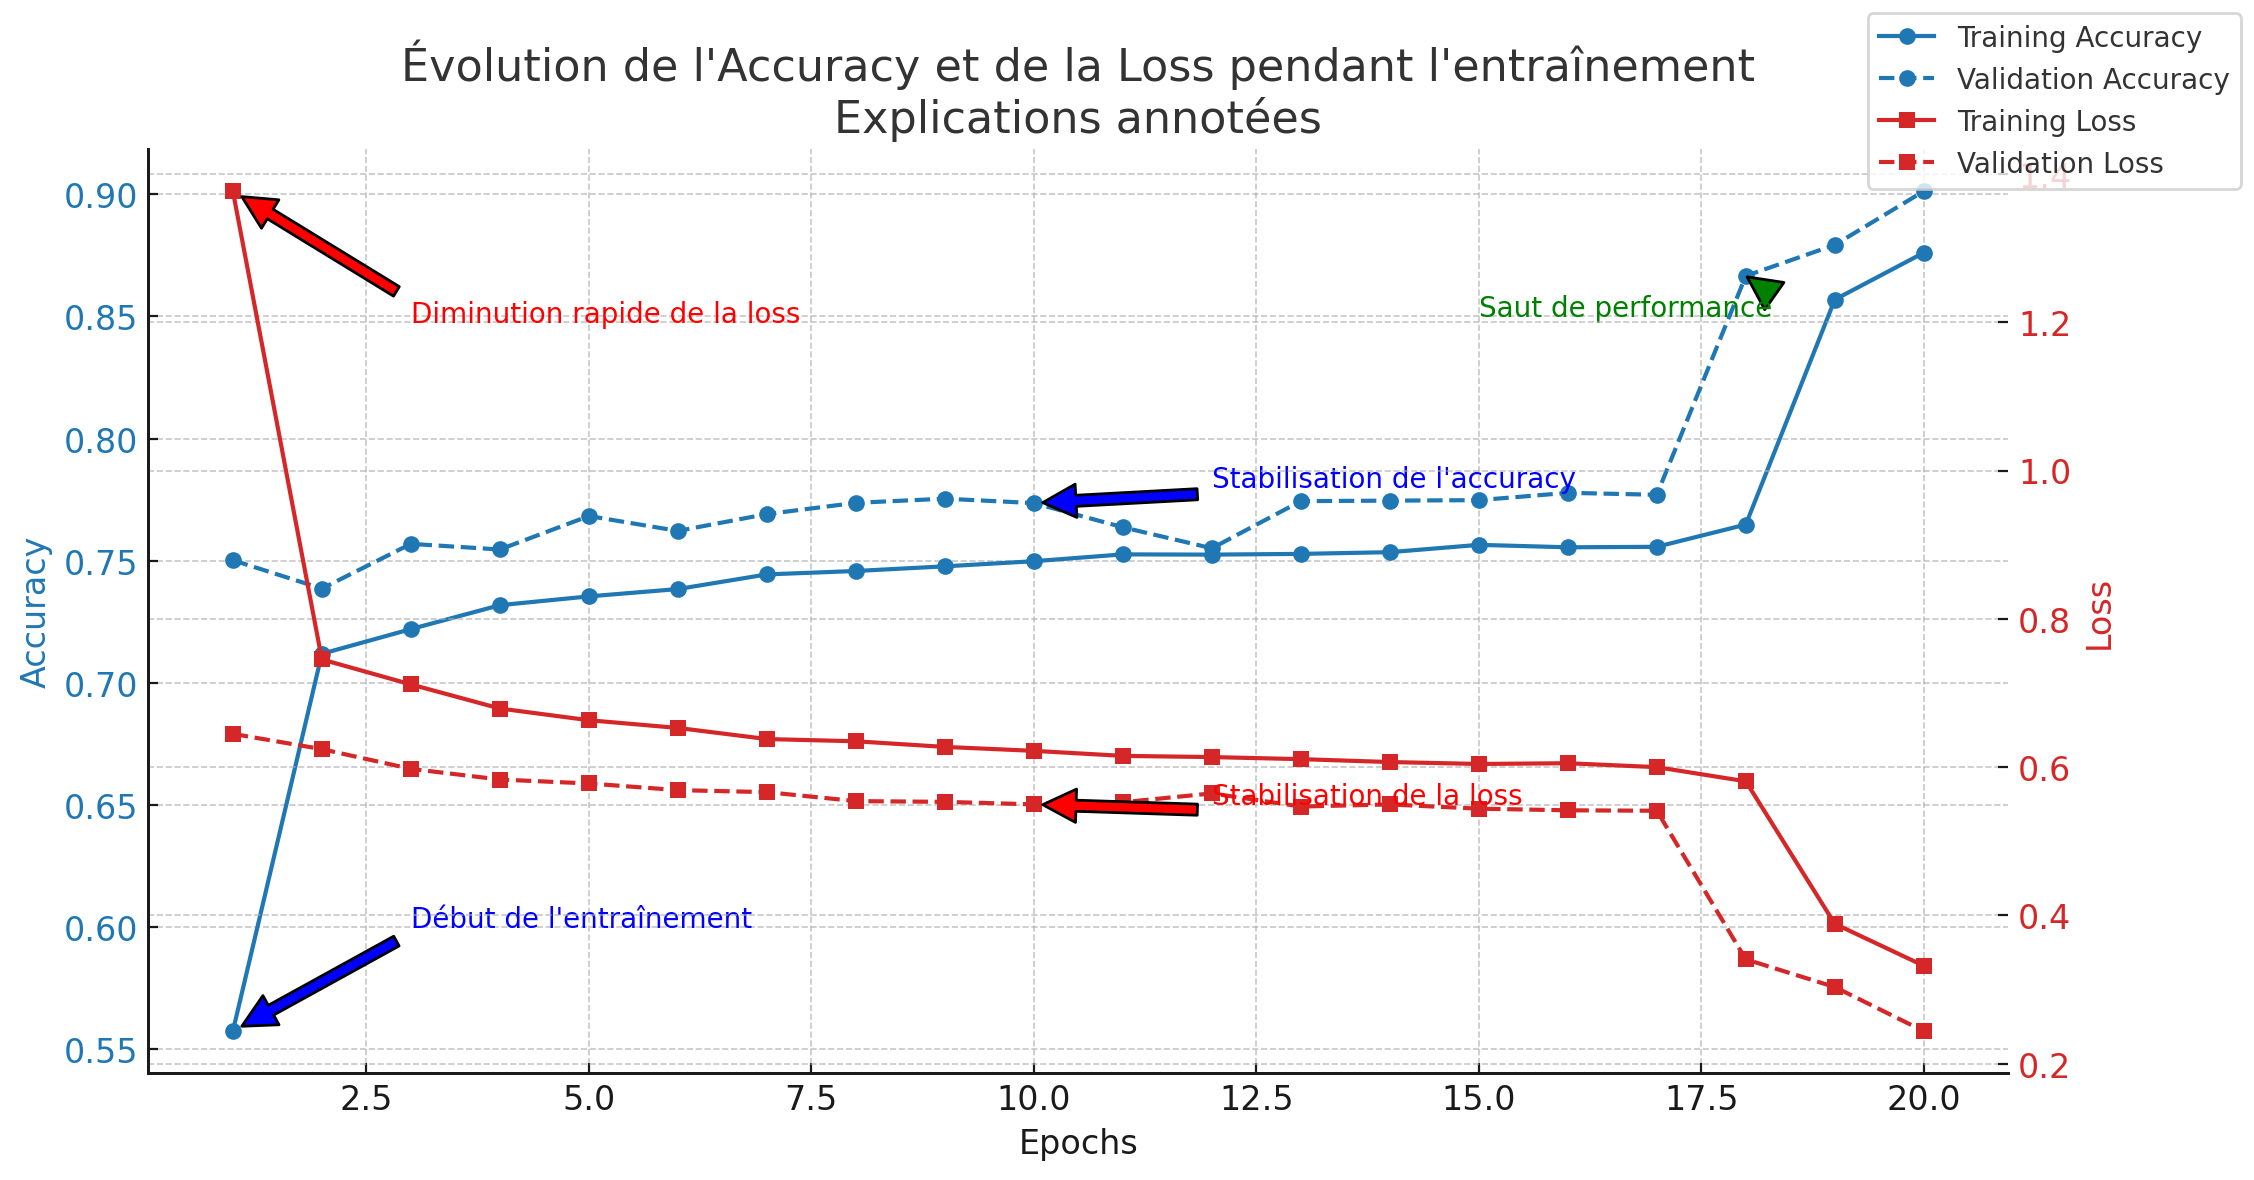 Évolution de l'Accuracy et de la Loss pendant l'entraînement
Explications annotées
Training Accuracy
Validation Accuracy
Training Loss
Validation Loss
Accuracy
0.90
0.85
0.80
0.75
0.70
0.65
0.60
0.55
Diminution rapide de la loss
Saut de performance
Stabilisation de l'accuracy
Stabilisation de la loss
Début de l'entraînement
1.4
1.2
1.0
0.8
0.6
0.4
0.2
Loss
2.5 5.0 7.5 10.0 12.5 15.0 17.5 20.0
Epochs